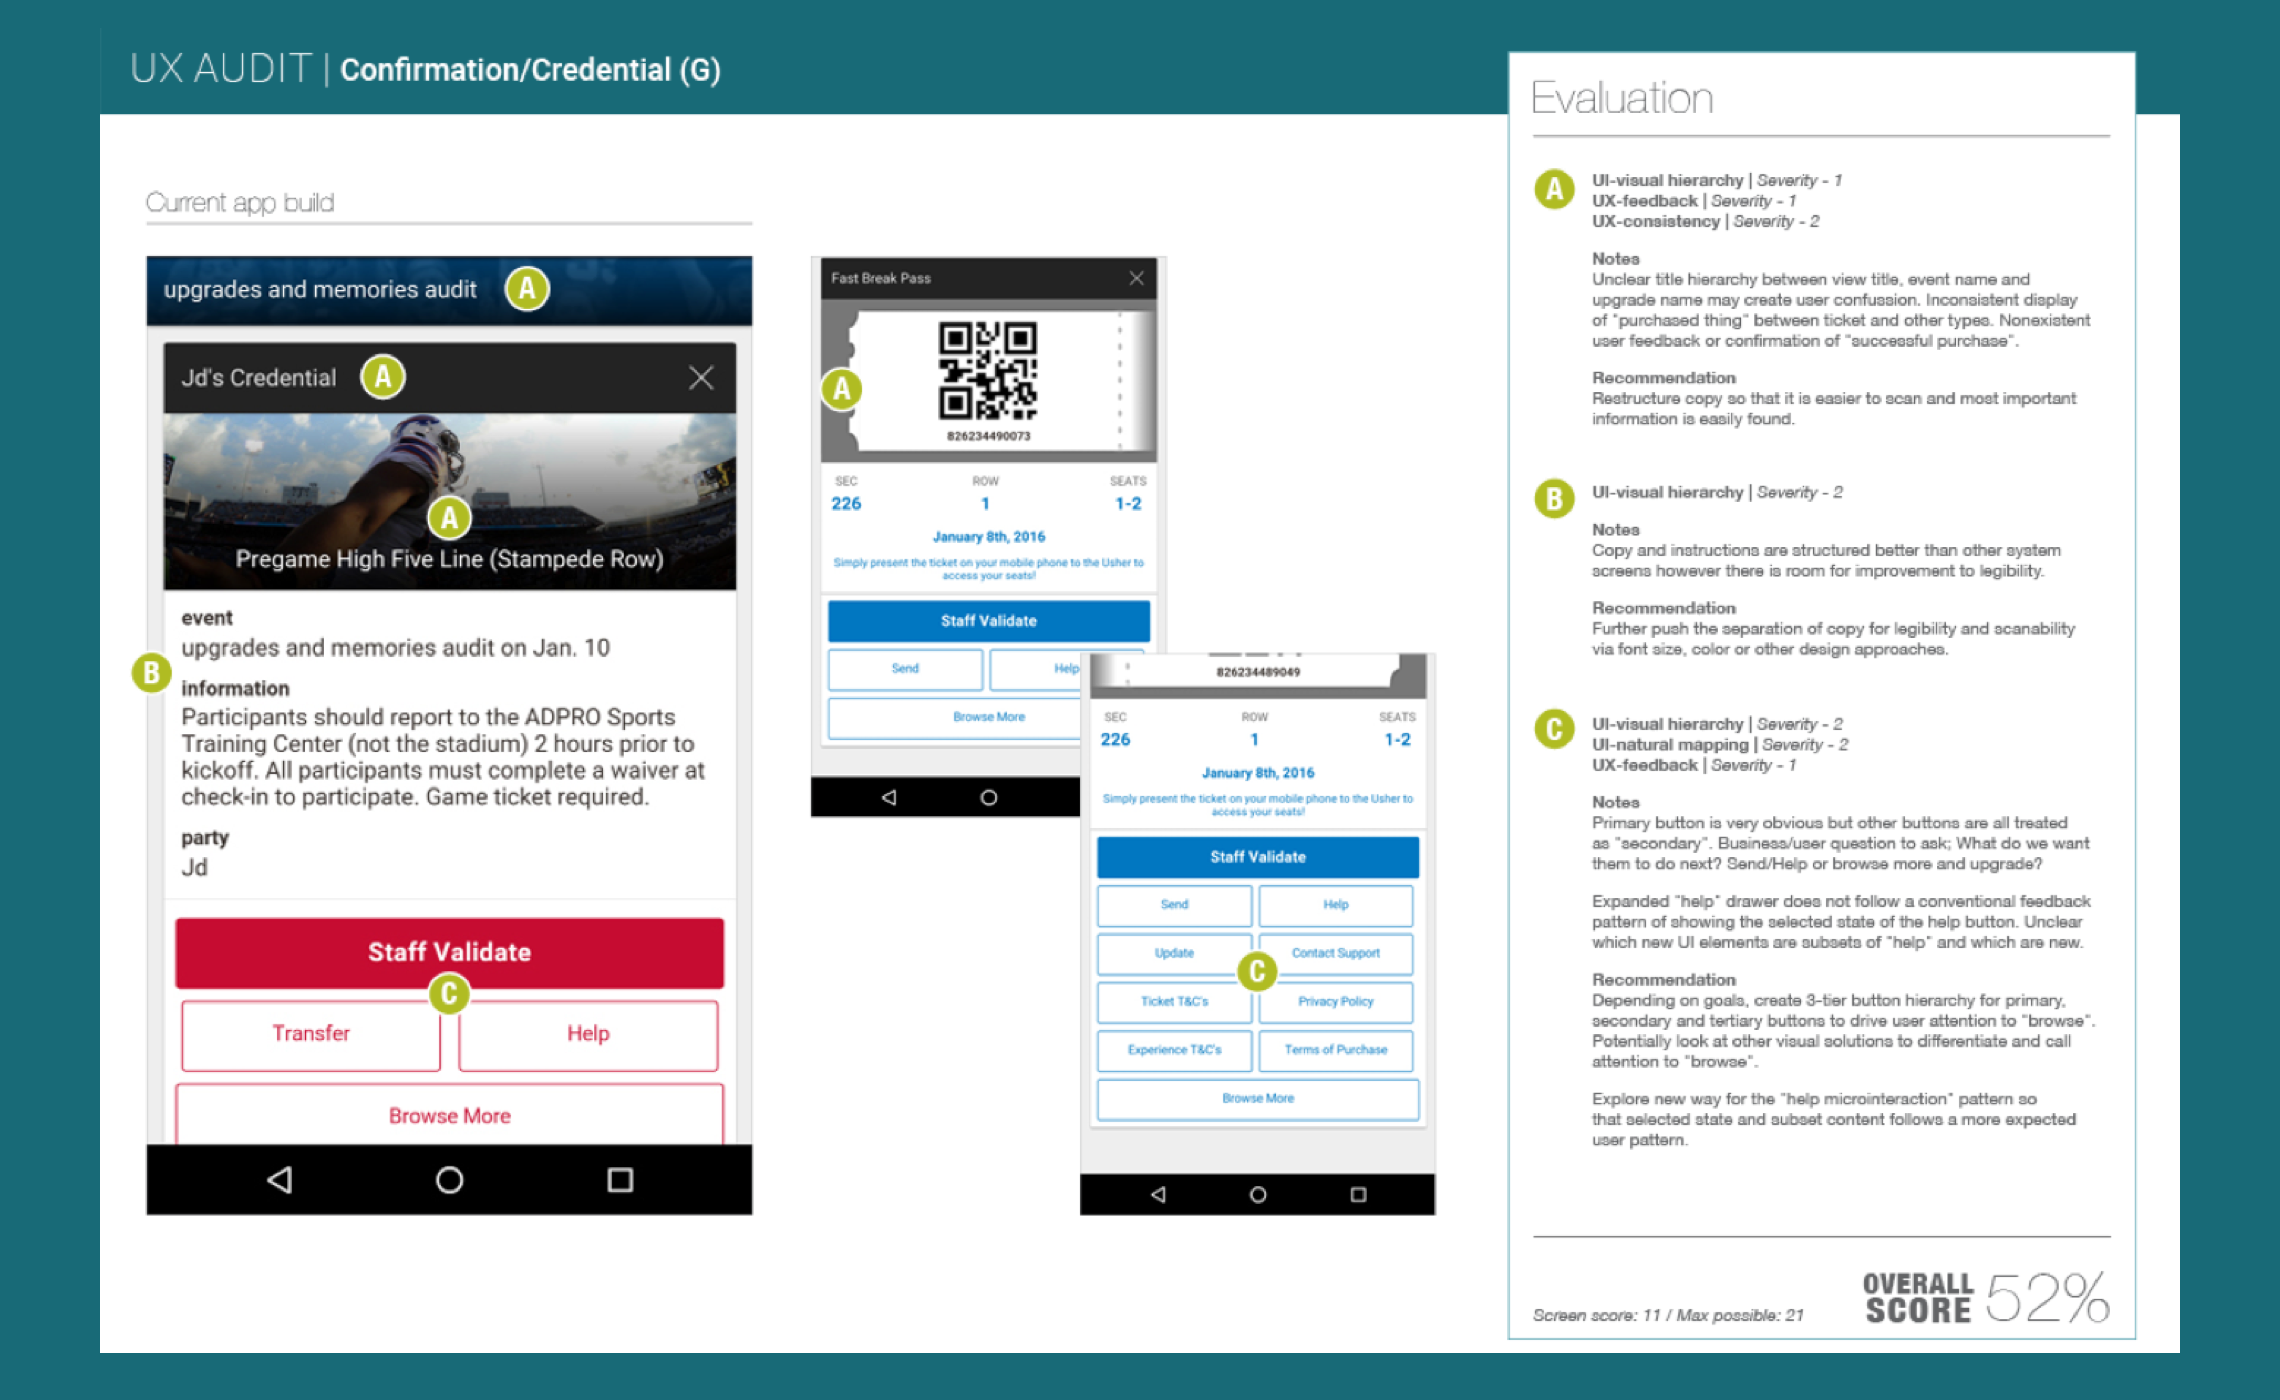 UX AUDIT | Confirmation/Credential (G)
Current app build
upgrades and memories audit
A
Jd's Credential
A
A
Pregame High Five Line (Stampede Row)
event
upgrades and memories audit on Jan. 10
B
information
Participants should report to the ADPRO Sports
Training Center (not the stadium) 2 hours prior to
kickoff. All participants must complete a waiver at
check-in to participate. Game ticket required.
party
Jd
Staff Validate
C
Transfer
Help
Browse More
Fast Break Pass
A
826234490073
SEC ROW SEATS
226 1 1-2
January 8th, 2016
Simply present the ticket on your mobile phone to the Usher to
access your seats!
Staff Validate
Send
Help
Browse More
826234489049
SEC ROW SEATS
226 1 1-2
January 8th, 2016
Simply present the ticket on your mobile phone to the Usher to
access your seats!
Staff Validate
Send
Help
Update
Contact Support
C
Ticket T&C's
Privacy Policy
Experience T&C's
Terms of Purchase
Browse More
Evaluation
A
UI-visual hierarchy | Severity - 1
UX-feedback | Severity - 1
UX-consistency | Severity - 2
Notes
Unclear title hierarchy between view title, event name and
upgrade name may create user confussion. Inconsistent display
of "purchased thing" between ticket and other types. Nonexistent
user feedback or confirmation of "successful purchase".
Recommendation
Restructure copy so that it is easier to scan and most important
information is easily found.
B
UI-visual hierarchy | Severity - 2
Notes
Copy and instructions are structured better than other system
screens however there is room for improvement to legibility.
Recommendation
Further push the separation of copy for legibility and scanability
via font size, color or other design approaches.
C
UI-visual hierarchy | Severity - 2
UI-natural mapping | Severity - 2
UX-feedback | Severity - 1
Notes
Primary button is very obvious but other buttons are all treated
as "secondary". Business/user question to ask; What do we want
them to do next? Send/Help or browse more and upgrade?
Expanded "help" drawer does not follow a conventional feedback
pattern of showing the selected state of the help button. Unclear
which new UI elements are subsets of "help" and which are new.
Recommendation
Depending on goals, create 3-tier button hierarchy for primary,
secondary and tertiary buttons to drive user attention to "browse".
Potentially look at other visual solutions to differentiate and call
attention to "browse".
Explore new way for the "help microinteraction" pattern so
that selected state and subset content follows a more expected
user pattern.
Screen score: 11 / Max possible: 21
OVERALL
SCORE 52%